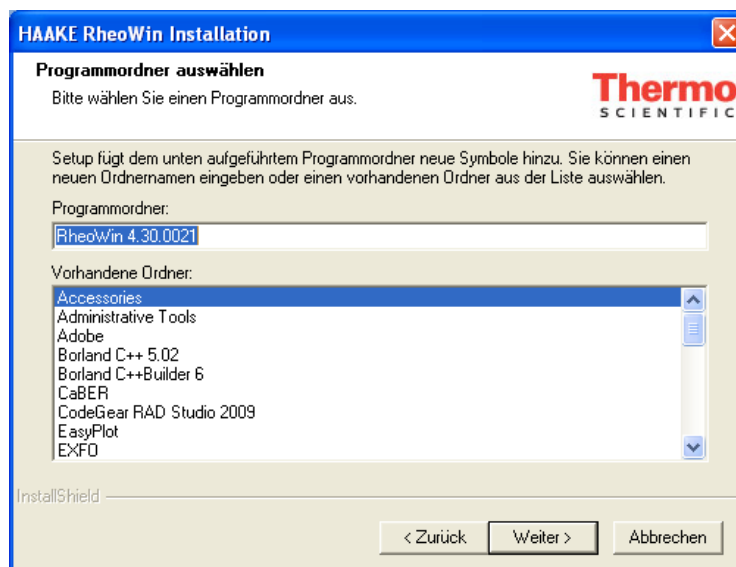 HAAKE RheoWin Installation
Programmordner auswählen
Bitte wählen Sie einen Programmordner aus.
Thermo
SCIENTIFIC
Setup fügt dem unten aufgeführtem Programmordner neue Symbole hinzu. Sie können einen
neuen Ordnernamen eingeben oder einen vorhandenen Ordner aus der Liste auswählen.
Programmordner:
RheoWin 4.30.0021
Vorhandene Ordner:
Accessories
Administrative Tools
Adobe
Borland C++ 5.02
Borland C++Builder 6
CaBER
CodeGear RAD Studio 2009
EasyPlot
EXFO
InstallShield
< Zurück Weiter > Abbrechen